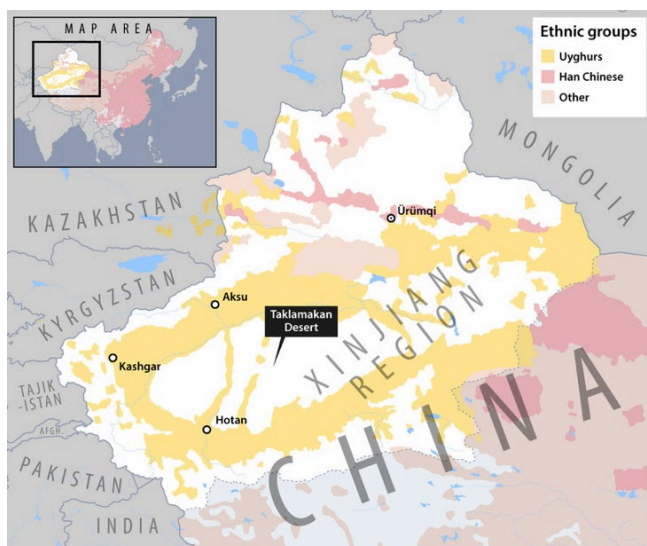 MAP AREA
Ethnic groups
Uyghurs
Han Chinese
Other
MONGOLIA
KAZAKHSTAN
Ürümqi
KYRGYZSTAN
Aksu
Taklamakan
Desert
XINJIANG
REGION
Kashgar
TAJIK
-ISTAN
Hotan
AFGH.
CHINA
PAKISTAN
INDIA